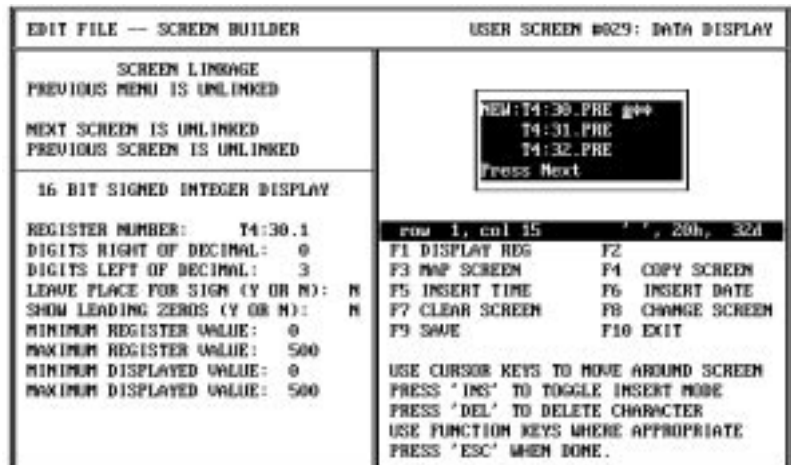 EDIT FILE -- SCREEN BUILDER
USER SCREEN #029: DATA DISPLAY
SCREEN LINKAGE
PREVIOUS MENU IS UNLINKED
NEXT SCREEN IS UNLINKED
PREVIOUS SCREEN IS UNLINKED
16 BIT SIGNED INTEGER DISPLAY
REGISTER NUMBER: T4:30.1
DIGITS RIGHT OF DECIMAL: 0
DIGITS LEFT OF DECIMAL: 3
LEAVE PLACE FOR SIGN (Y OR N): N
SHOW LEADING ZEROS (Y OR N): N
MINIMUM REGISTER VALUE: 0
MAXIMUM REGISTER VALUE: 500
MINIMUM DISPLAYED VALUE: 0
MAXIMUM DISPLAYED VALUE: 500
NEW:T4:30.PRE
T4:31.PRE
T4:32.PRE
Press Next
row 1, col 15 ' ', 20h, 32d
F1 DISPLAY REG F2
F3 MAP SCREEN F4 COPY SCREEN
F5 INSERT TIME F6 INSERT DATE
F7 CLEAR SCREEN F8 CHANGE SCREEN
F9 SAVE F10 EXIT
USE CURSOR KEYS TO MOVE AROUND SCREEN
PRESS 'INS' TO TOGGLE INSERT MODE
PRESS 'DEL' TO DELETE CHARACTER
USE FUNCTION KEYS WHERE APPROPRIATE
PRESS 'ESC' WHEN DONE.